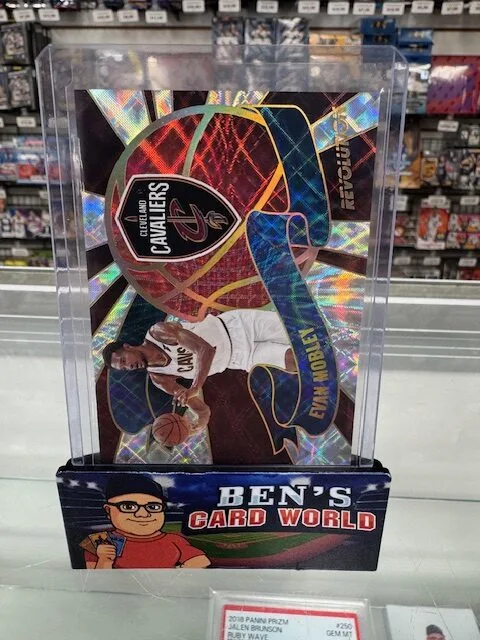 REVOLUTION
CLEVELAND
CAVALIERS
C
CAVS
EVAN MOBLEY
BEN'S
CARD WORLD
2018 PANINI PRIZM
#250
JALEN BRUNSON
GEM MT
RUBY WAVE